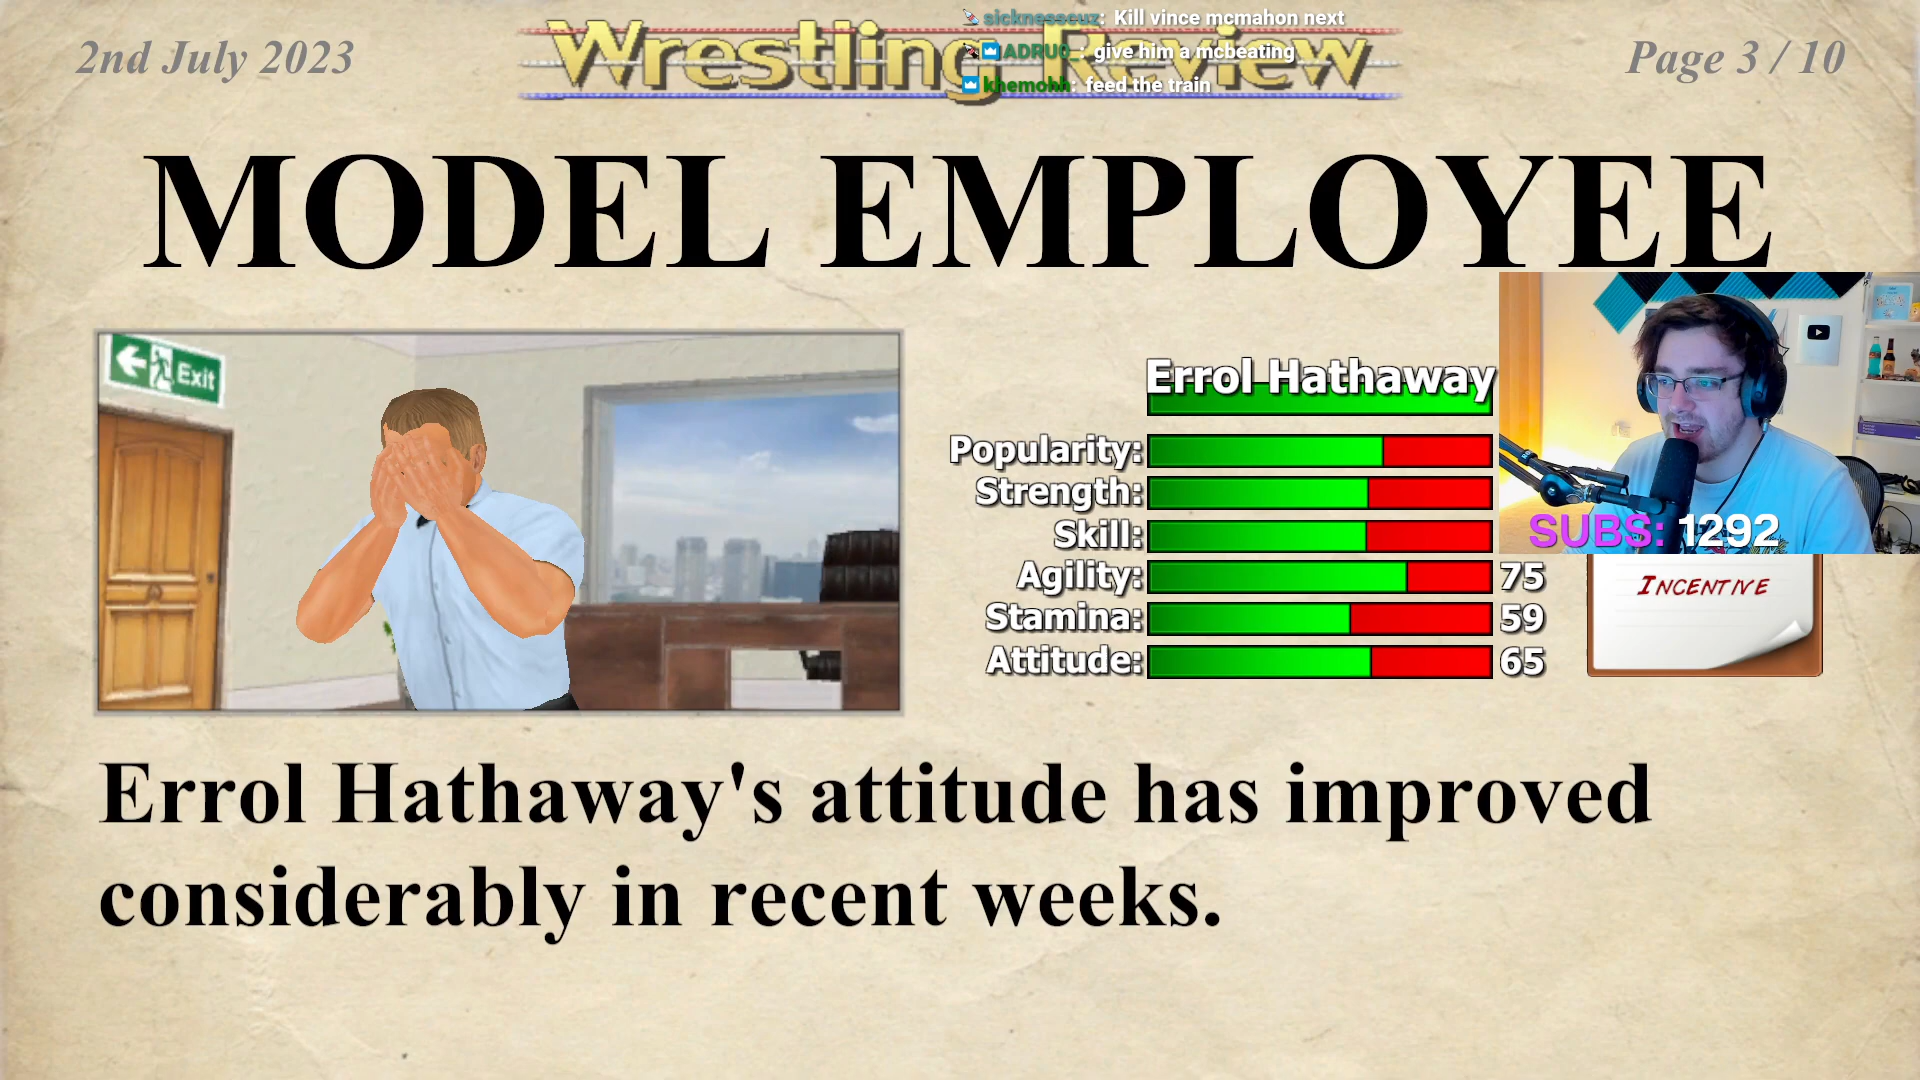 sicknesscuz: Kill vince mcmahon next
2nd July 2023
Wrestling Review
Page 3 / 10
give him a mcbeating
khemohh: feed the train
MODEL EMPLOYEE
Exit
Errol Hathaway
Popularity:
Strength:
Skill:
Agility: 75
Stamina: 59
Attitude: 65
SUBS: 1292
INCENTIVE
Errol Hathaway's attitude has improved
considerably in recent weeks.